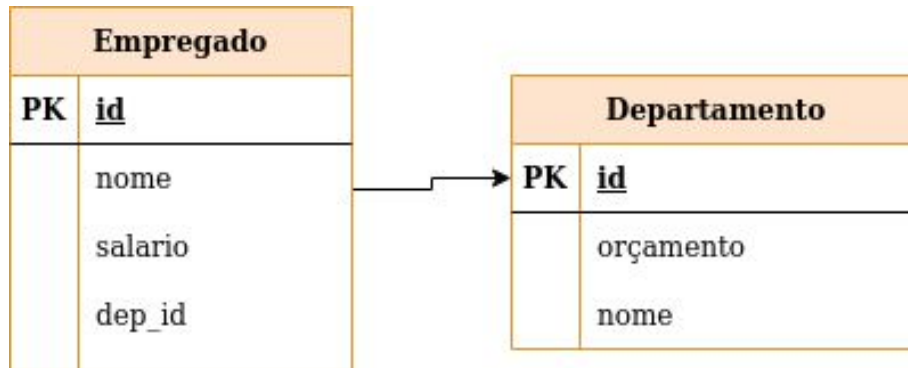 Empregado
PK id
nome
salario
dep_id
Departamento
PK id
orçamento
nome